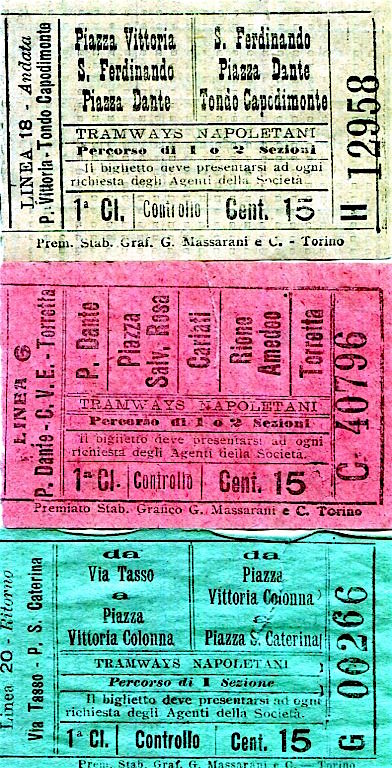 LINEA 18 - Andata
P. Vittoria - Tondo Capodimonte
Piazza Vittoria
S. Ferdinando
Piazza Dante
S. Ferdinando
Piazza Dante
Tondo Capodimonte
TRAMWAYS NAPOLETANI
Percorso di 1 o 2 Sezioni
Il biglietto deve presentarsi ad ogni
richiesta degli Agenti della Società.
1ª Cl. Controllo Cent. 15
H 12958
Prem. Stab. Graf. G. Massarani e C. - Torino
LINEA G
P. Dante - C. V. E. - Torretta
P. Dante
Piazza
Salv. Rosa
Cariati
Rione
Amedeo
Torretta
TRAMWAYS NAPOLETANI
Percorso di 1 o 2 Sezioni
Il biglietto deve presentarsi ad ogni
richiesta degli Agenti della Società.
1ª Cl. Controllo Cent. 15
C 40796
Premiato Stab. Grafico G. Massarani e C. Torino
Linea 20 - Ritorno
Via Tasso - P. S. Caterina
da
Via Tasso
a
Piazza
Vittoria Colonna
da
Piazza
Vittoria Colonna
a
Piazza S. Caterina
TRAMWAYS NAPOLETANI
Percorso di 1 Sezione
Il biglietto deve presentarsi ad ogni
richiesta degli Agenti della Società.
1ª Cl. Controllo Cent. 15
G 00266
Prem. Stab. Graf. G. Massarani e C. - Torino